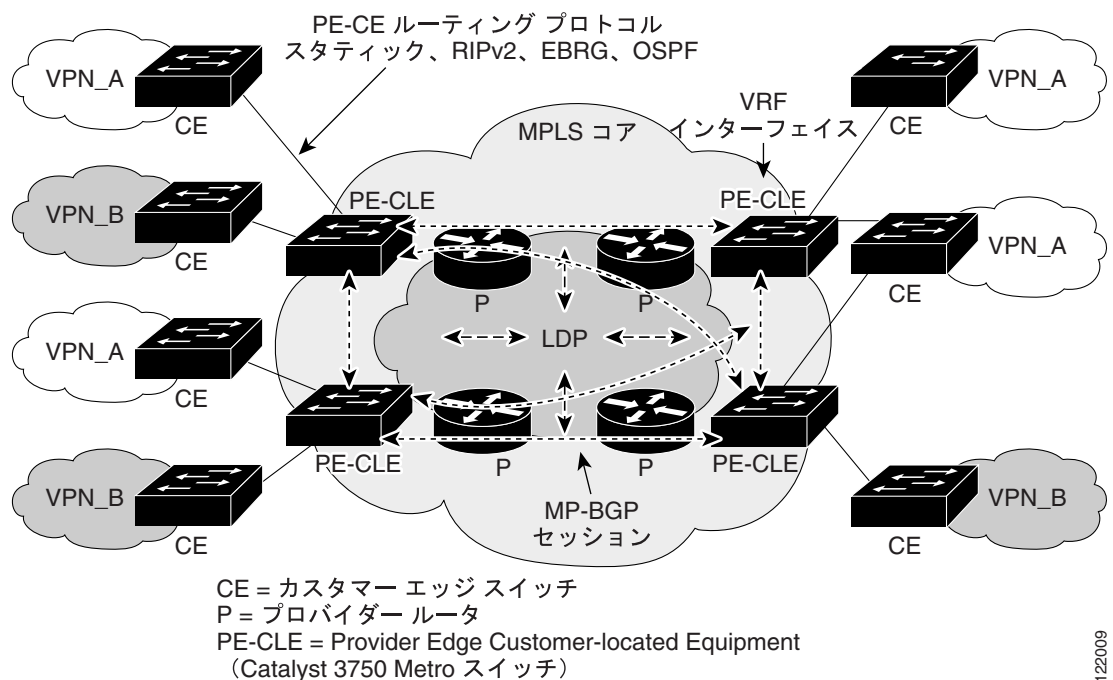 PE-CE ルーティング プロトコル
スタティック、RIPv2、EBRG、OSPF
VPN_A
CE
VPN_A
CE
MPLS コア
VRF
インターフェイス
VPN_B
CE
PE-CLE
PE-CLE
VPN_A
CE
P
P
LDP
VPN_A
CE
PE-CLE
P
P
PE-CLE
VPN_B
CE
MP-BGP
セッション
VPN_B
CE
CE = カスタマー エッジ スイッチ
P = プロバイダー ルータ
PE-CLE = Provider Edge Customer-located Equipment
（Catalyst 3750 Metro スイッチ）
122009